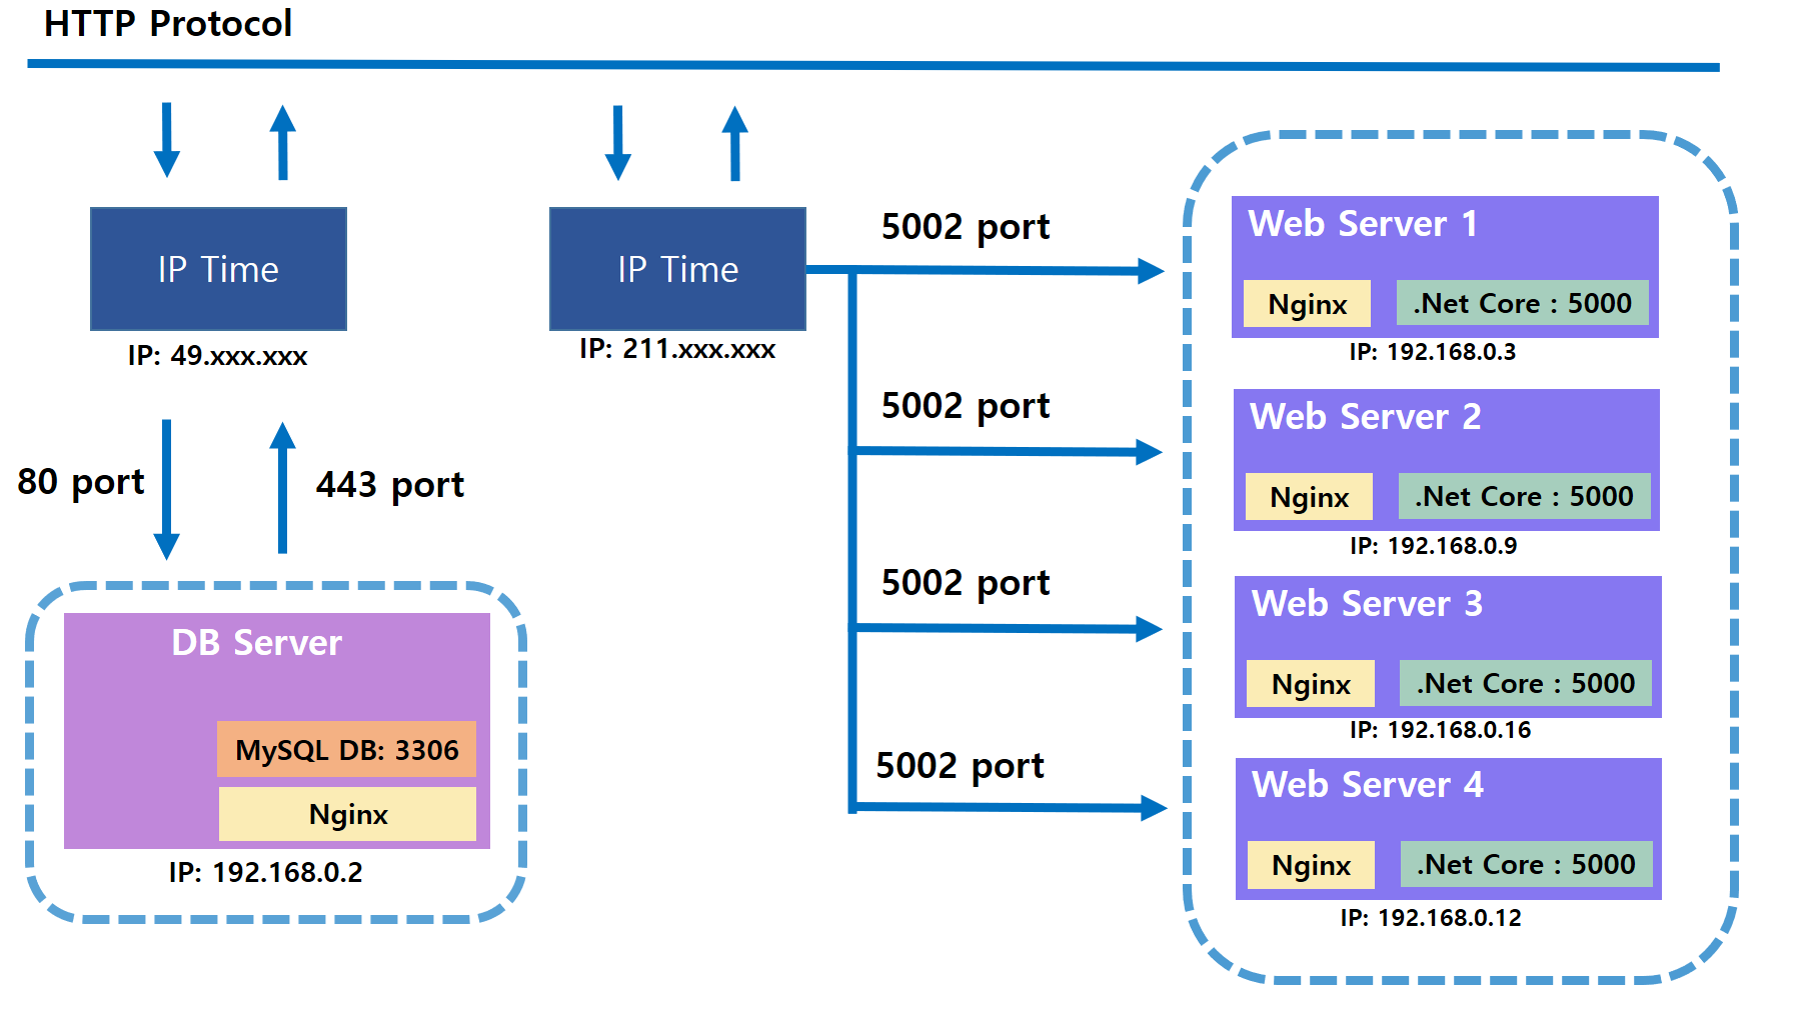 HTTP Protocol
IP Time
IP: 49.xxx.xxx
80 port
443 port
DB Server
MySQL DB: 3306
Nginx
IP: 192.168.0.2
IP Time
IP: 211.xxx.xxx
5002 port
5002 port
5002 port
5002 port
Web Server 1
Nginx
.Net Core : 5000
IP: 192.168.0.3
Web Server 2
Nginx
.Net Core : 5000
IP: 192.168.0.9
Web Server 3
Nginx
.Net Core : 5000
IP: 192.168.0.16
Web Server 4
Nginx
.Net Core : 5000
IP: 192.168.0.12